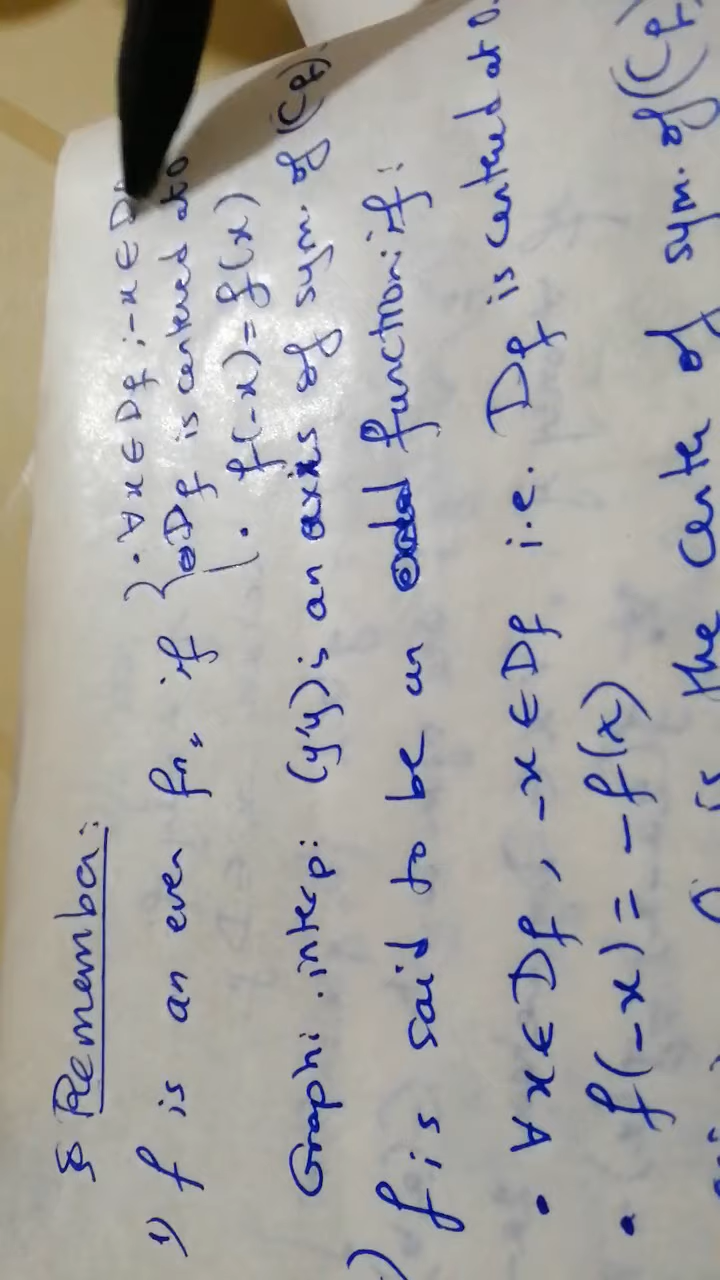 § Remember:
1) f is an even fn, if { • ∀x ∈ Df ; -x ∈ Df
Df is centered at 0
• f(-x) = f(x)
Graphi. interp: (y'y) is an axis of sym. of (Cf).
) f is said to be an odd function if:
• ∀x ∈ Df, -x ∈ Df i.e. Df is centered at 0.
• f(-x) = -f(x)
is the center of sym. of (Cf)